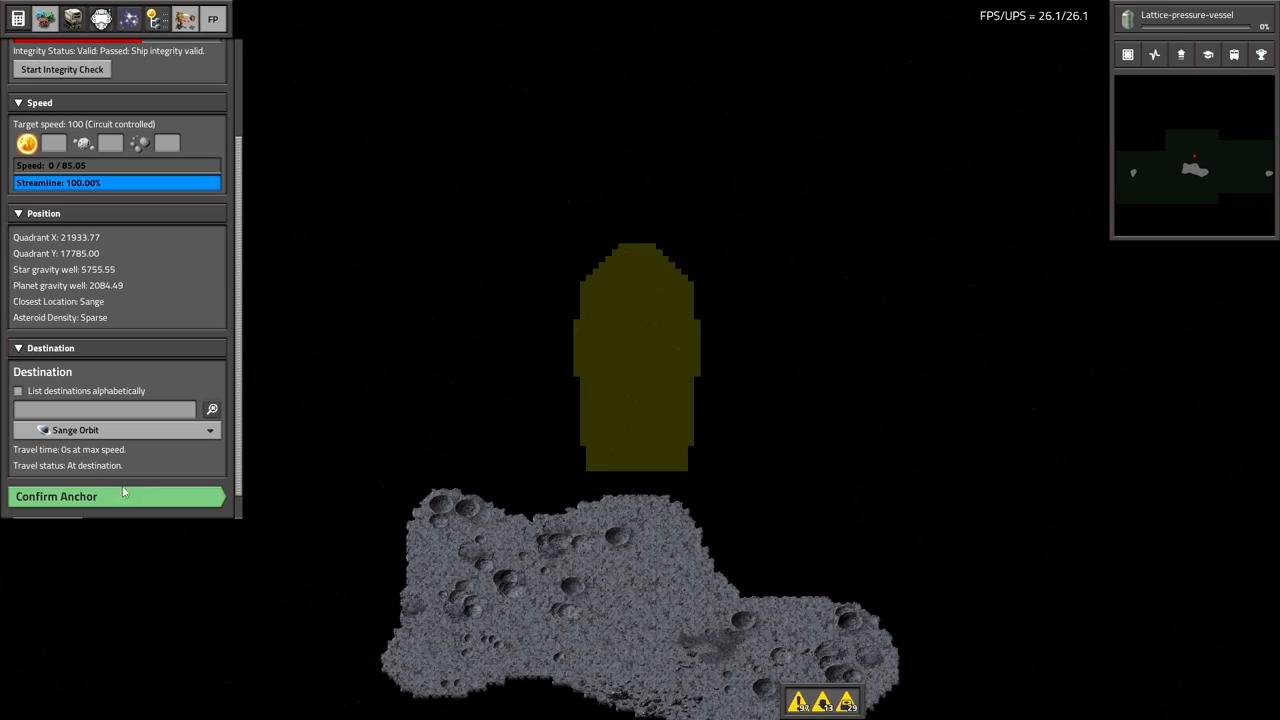 FP
FPS/UPS = 26.1/26.1
Lattice-pressure-vessel
0%
Integrity Status: Valid: Passed: Ship integrity valid.
Start Integrity Check
Speed
Target speed: 100 (Circuit controlled)
Speed: 0 / 85.05
Streamline: 100.00%
Position
Quadrant X: 21933.77
Quadrant Y: 17785.00
Star gravity well: 5755.55
Planet gravity well: 2084.49
Closest Location: Sange
Asteroid Density: Sparse
Destination
Destination
List destinations alphabetically
Sange Orbit
Travel time: 0s at max speed.
Travel status: At destination.
Confirm Anchor
13
29